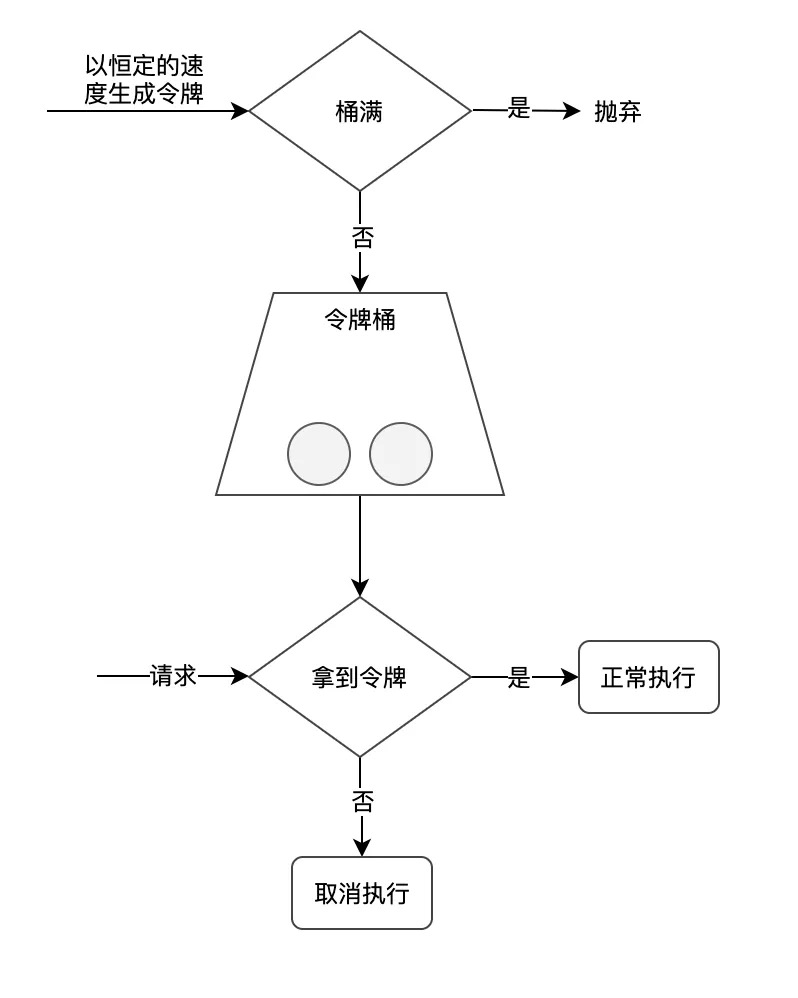 以恒定的速
度生成令牌
桶满
是
抛弃
否
令牌桶
请求
拿到令牌
是
正常执行
否
取消执行